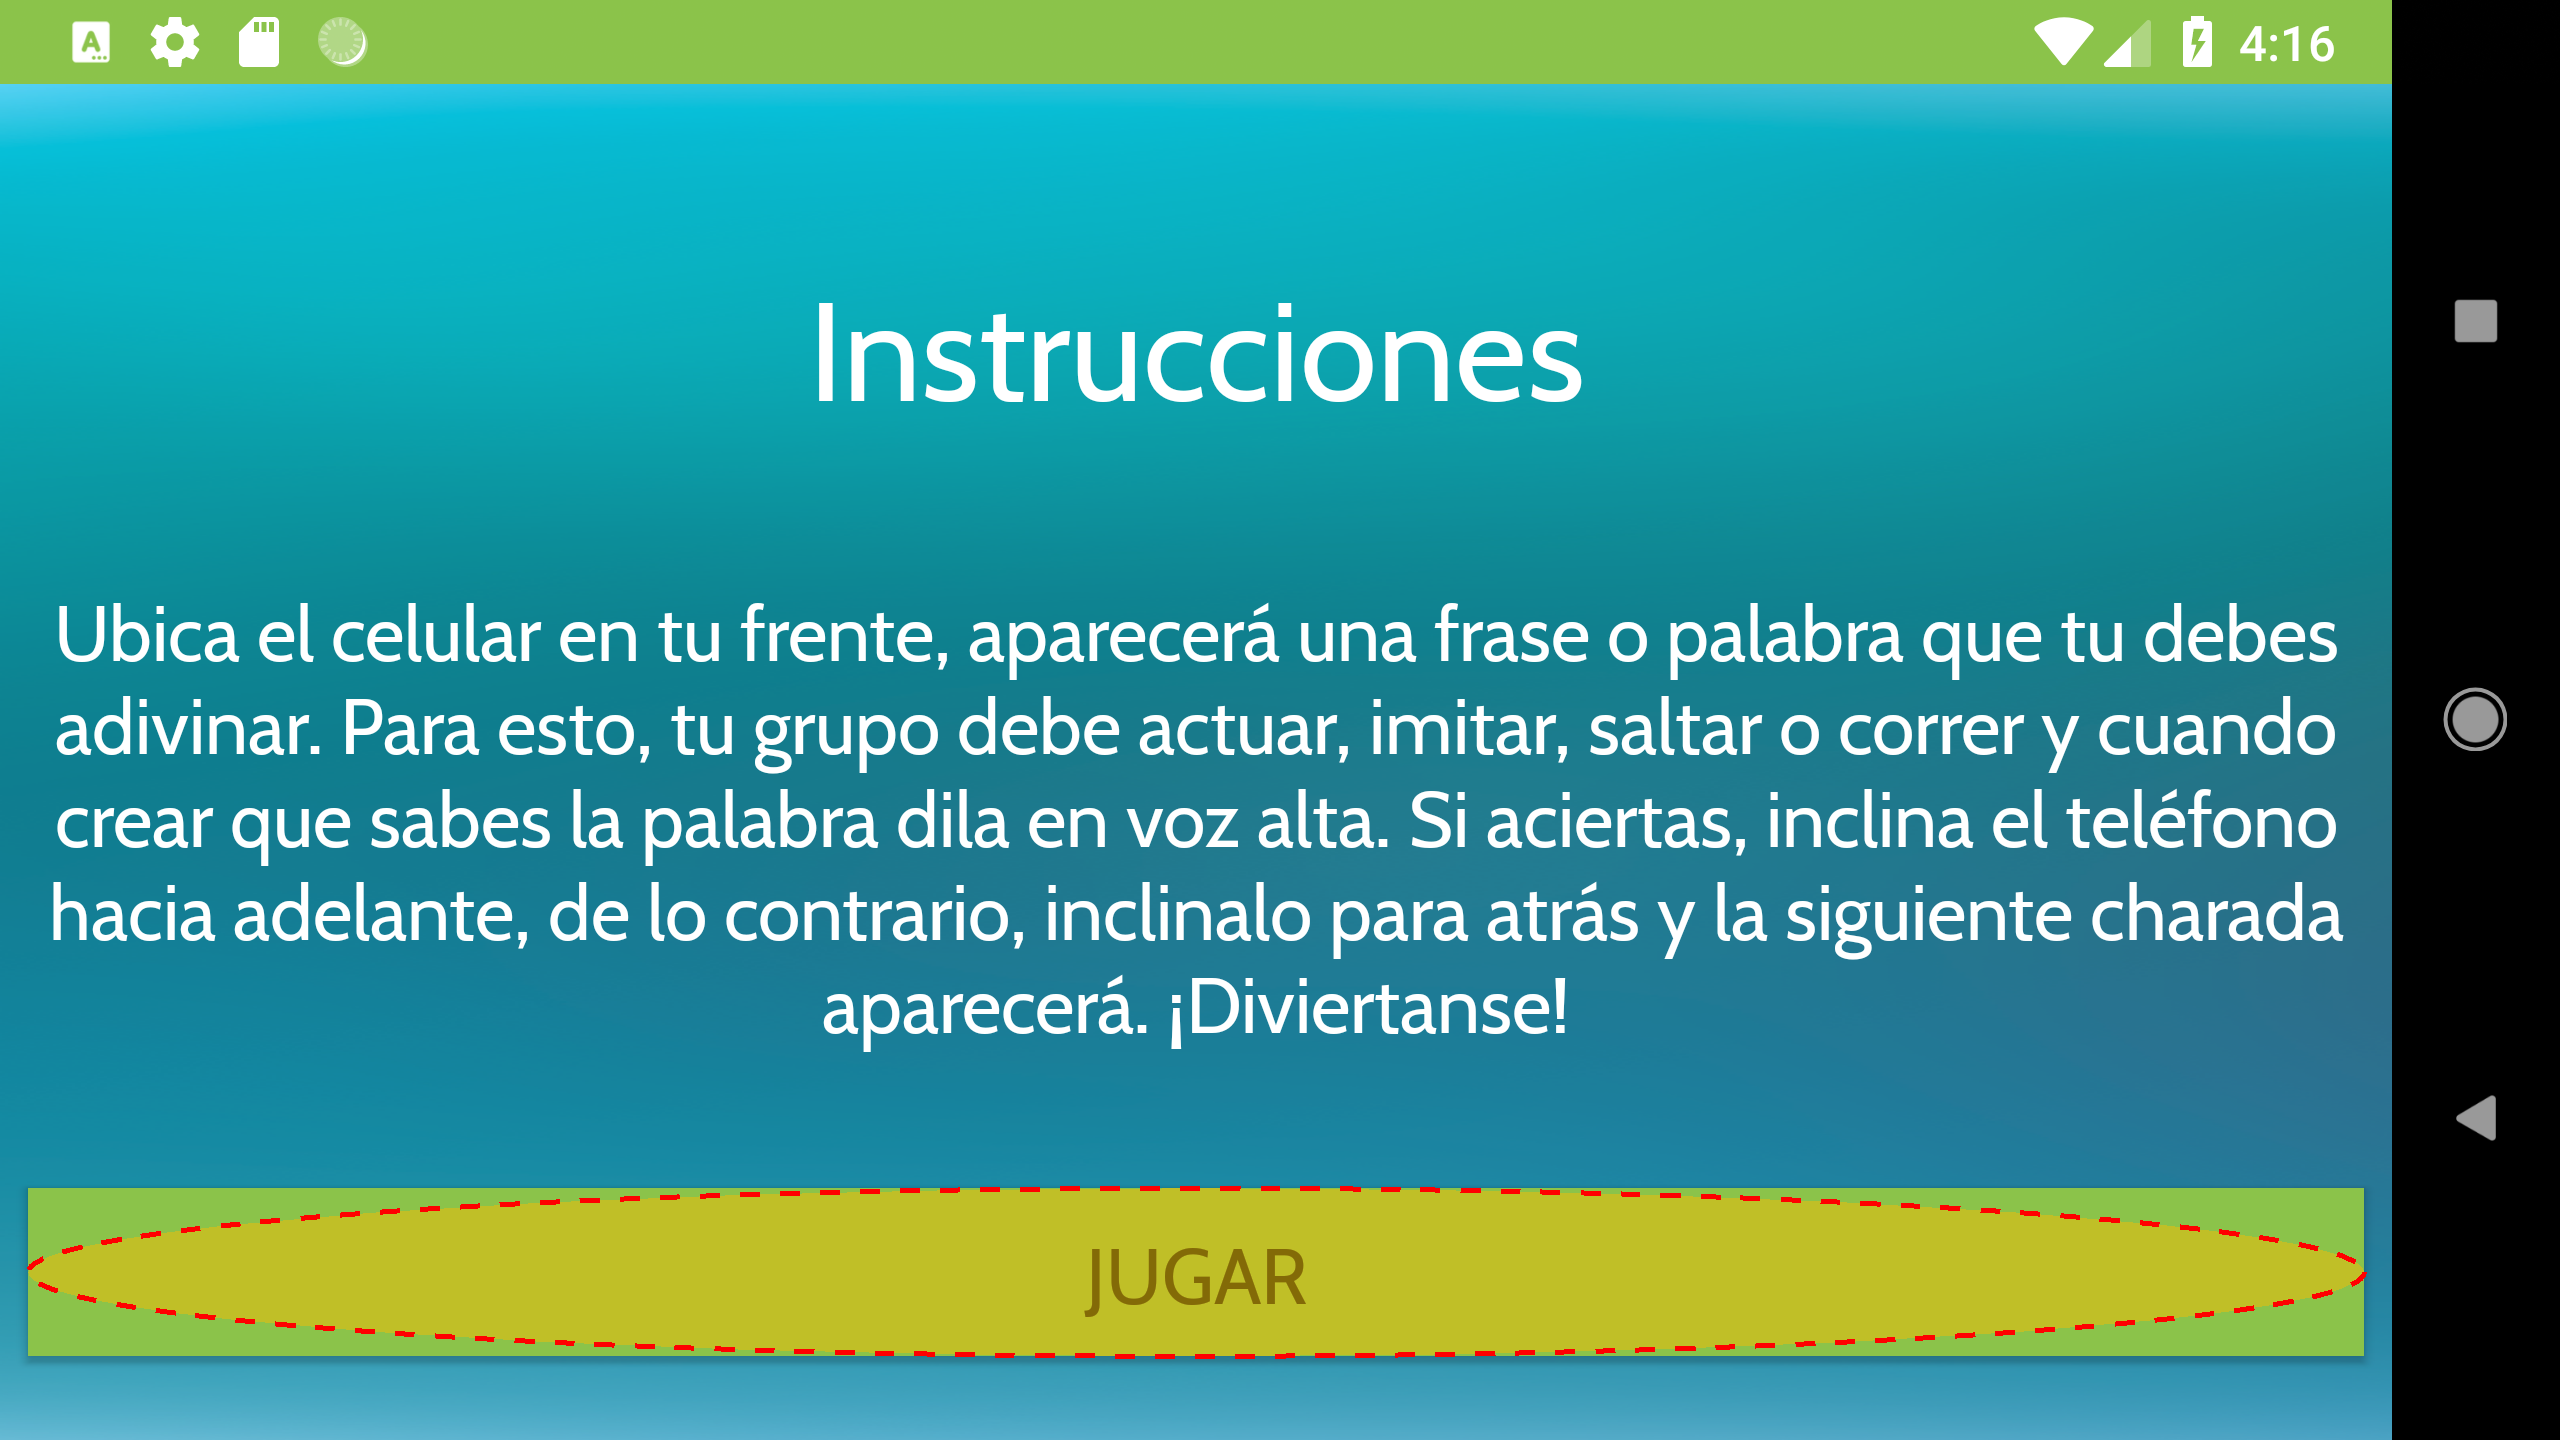 4:16
Instrucciones
Ubica el celular en tu frente, aparecerá una frase o palabra que tu debes
adivinar. Para esto, tu grupo debe actuar, imitar, saltar o correr y cuando
crear que sabes la palabra dila en voz alta. Si aciertas, inclina el teléfono
hacia adelante, de lo contrario, inclinalo para atrás y la siguiente charada
aparecerá. ¡Diviertanse!
JUGAR